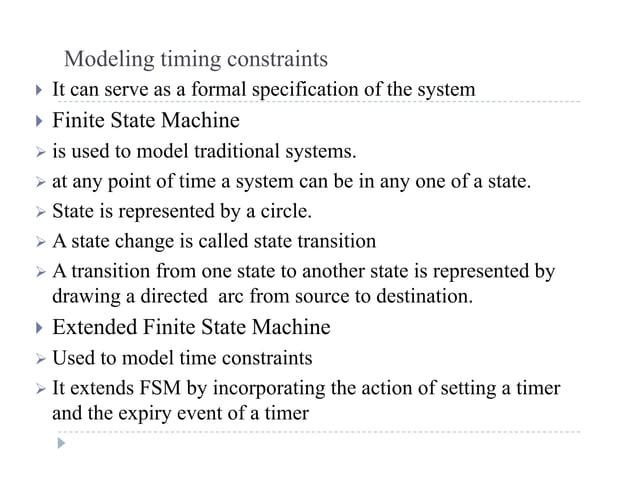 Modeling timing constraints
It can serve as a formal specification of the system
Finite State Machine
is used to model traditional systems.
at any point of time a system can be in any one of a state.
State is represented by a circle.
A state change is called state transition
A transition from one state to another state is represented by
drawing a directed arc from source to destination.
Extended Finite State Machine
Used to model time constraints
It extends FSM by incorporating the action of setting a timer
and the expiry event of a timer